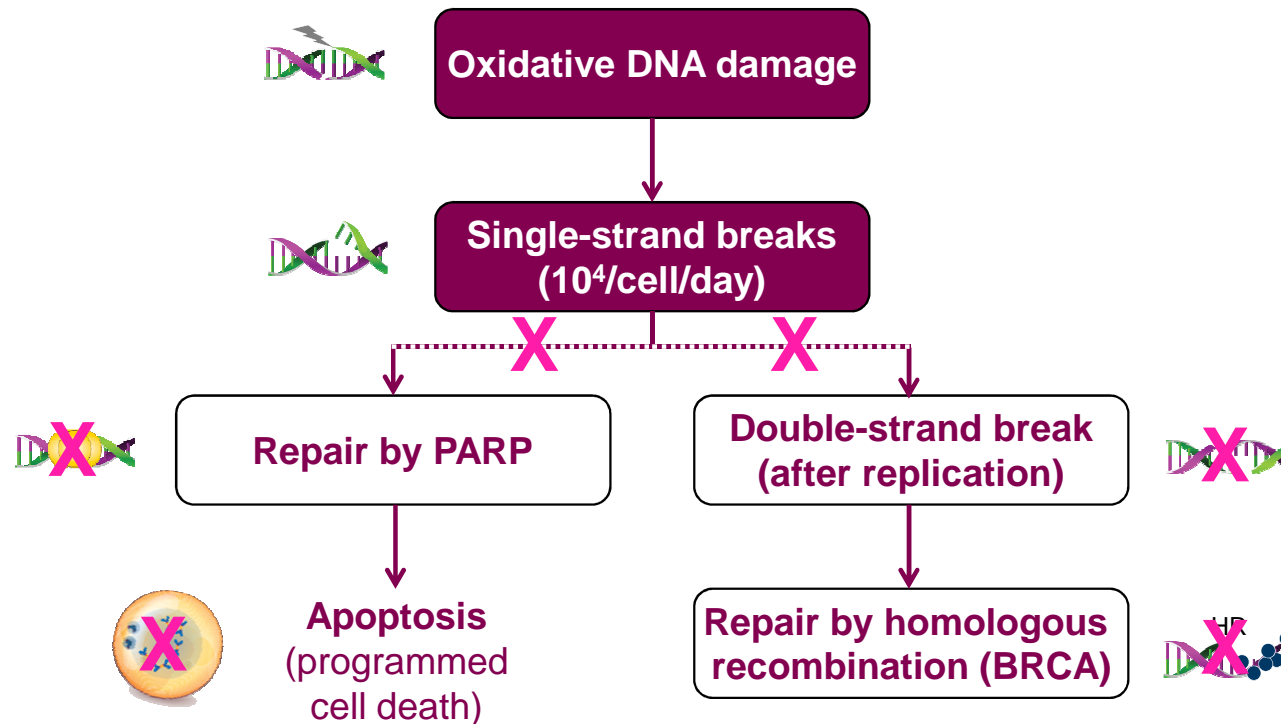 Oxidative DNA damage
Single-strand breaks
(10⁴/cell/day)
X
X
Repair by PARP
X
Double-strand break
(after replication)
X
Apoptosis
(programmed
cell death)
X
Repair by homologous
recombination (BRCA)
HR
X